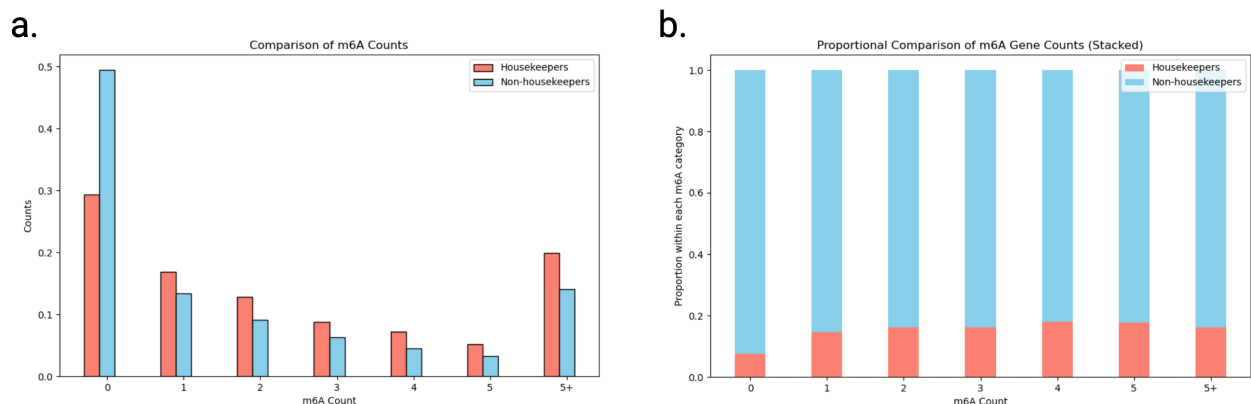 a.
Comparison of m6A Counts
Housekeepers
Non-housekeepers
0.5
0.4
0.3
0.2
0.1
0.0
Counts
0 1 2 3 4 5 5+
m6A Count
b.
Proportional Comparison of m6A Gene Counts (Stacked)
Housekeepers
Non-housekeepers
1.0
0.8
0.6
0.4
0.2
0.0
Proportion within each m6A category
0 1 2 3 4 5 5+
m6A Count